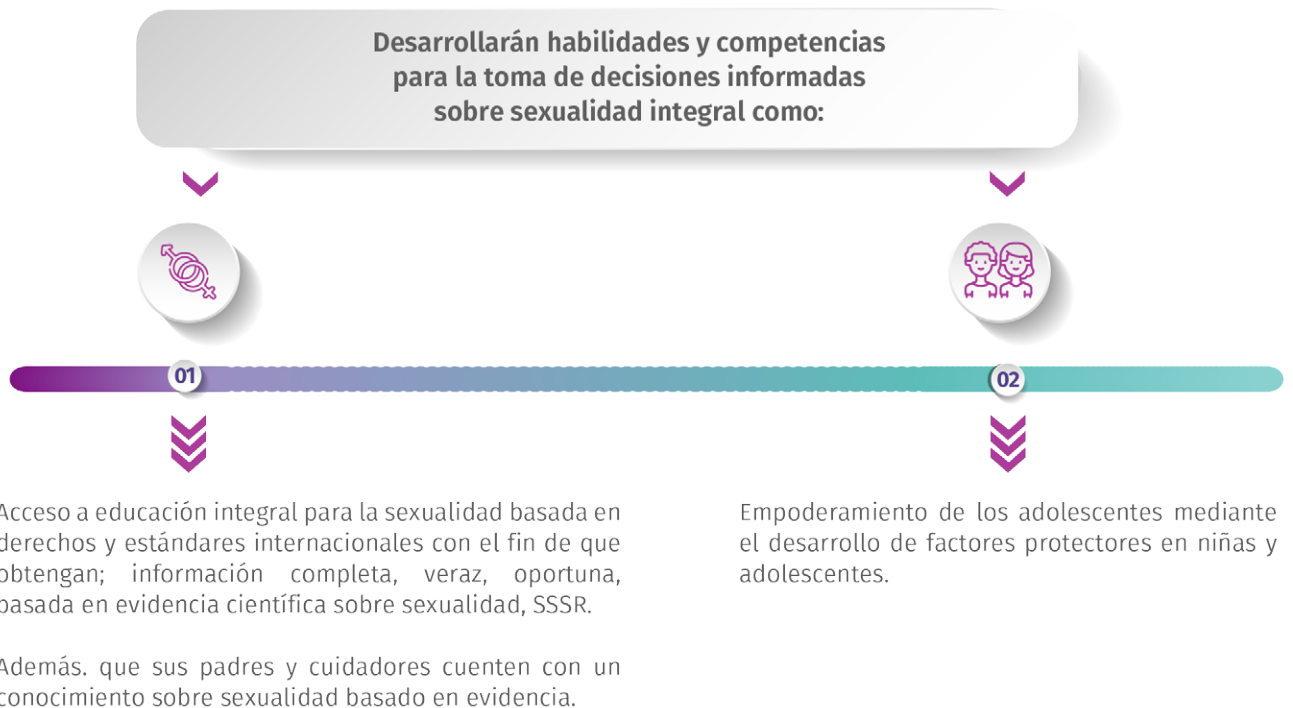 Desarrollarán habilidades y competencias
para la toma de decisiones informadas
sobre sexualidad integral como:
01
02
Acceso a educación integral para la sexualidad basada en
derechos y estándares internacionales con el fin de que
obtengan; información completa, veraz, oportuna,
basada en evidencia científica sobre sexualidad, SSSR.
Además. que sus padres y cuidadores cuenten con un
conocimiento sobre sexualidad basado en evidencia.
Empoderamiento de los adolescentes mediante
el desarrollo de factores protectores en niñas y
adolescentes.